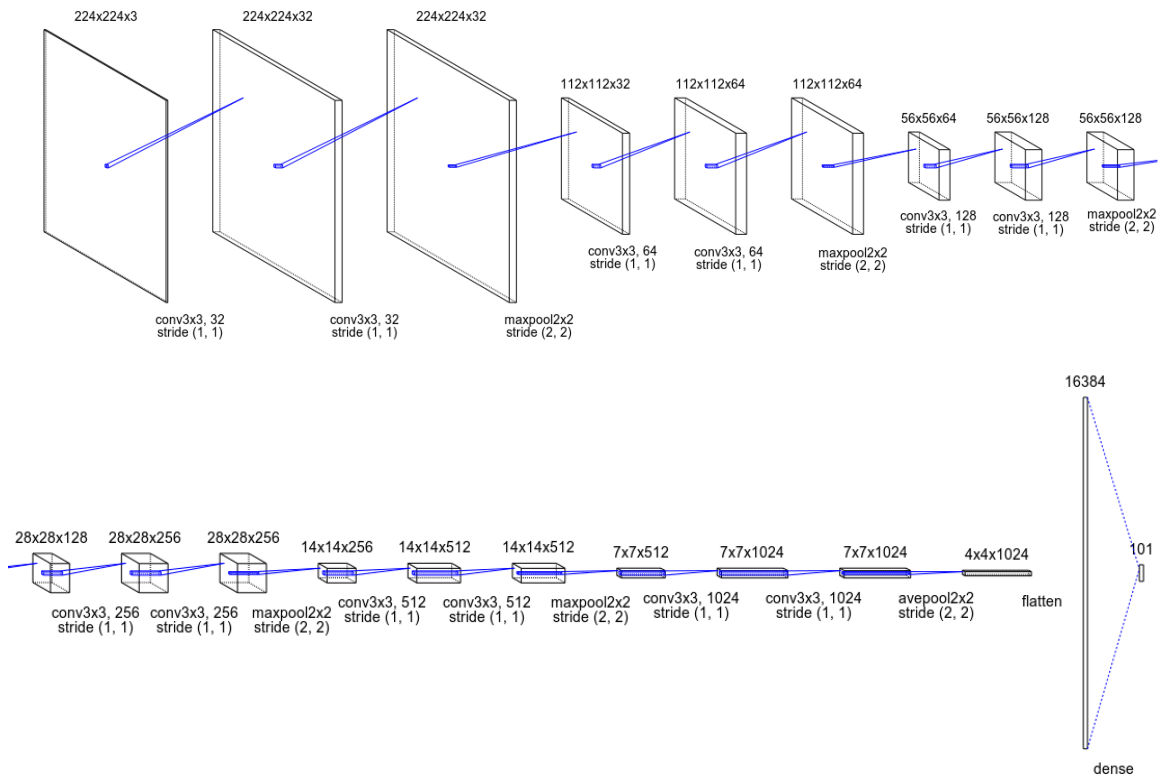 224x224x3
224x224x32
224x224x32
112x112x32
112x112x64
112x112x64
56x56x64
56x56x128
56x56x128
conv3x3, 32
stride (1, 1)
conv3x3, 32
stride (1, 1)
maxpool2x2
stride (2, 2)
conv3x3, 64
stride (1, 1)
conv3x3, 64
stride (1, 1)
maxpool2x2
stride (2, 2)
conv3x3, 128
stride (1, 1)
conv3x3, 128
stride (1, 1)
maxpool2x2
stride (2, 2)
28x28x128
28x28x256
28x28x256
14x14x256
14x14x512
14x14x512
7x7x512
7x7x1024
7x7x1024
4x4x1024
16384
101
conv3x3, 256
stride (1, 1)
conv3x3, 256
stride (1, 1)
maxpool2x2
stride (2, 2)
conv3x3, 512
stride (1, 1)
conv3x3, 512
stride (1, 1)
maxpool2x2
stride (2, 2)
conv3x3, 1024
stride (1, 1)
conv3x3, 1024
stride (1, 1)
avepool2x2
stride (2, 2)
flatten
dense